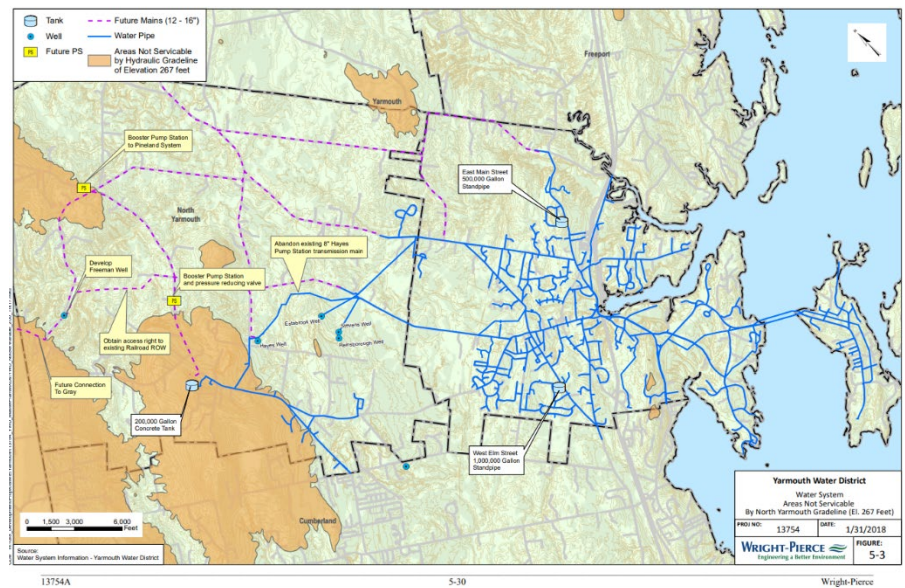 Tank
Well
Future PS
PS
Future Mains (12 - 16")
Water Pipe
Areas Not Servicable
by Hydraulic Gradeline
of Elevation 267 feet
Freeport
Yarmouth
Booster Pump Station
to Pineland System
PS
East Main Street
500,000 Gallon
Standpipe
North
Yarmouth
Abandon existing 8" Hayes
Pump Station transmission main
Develop
Freeman Well
Booster Pump Station
and pressure reducing valve
PS
Estabrook Well
Stevens Well
Hayes Well
Obtain access right to
existing Railroad ROW
Future Connection
To Gray
200,000 Gallon
Concrete Tank
West Elm Street
1,000,000 Gallon
Standpipe
Cumberland
0 1,500 3,000 6,000
Feet
Source:
Water System Information - Yarmouth Water District
Yarmouth Water District
Water System
Areas Not Servicable
By North Yarmouth Gradeline (El. 267 Feet)
PROJ NO:
13754
DATE:
1/31/2018
WRIGHT-PIERCE
Engineering a Better Environment
FIGURE:
5-3
13754A
5-30
Wright-Pierce